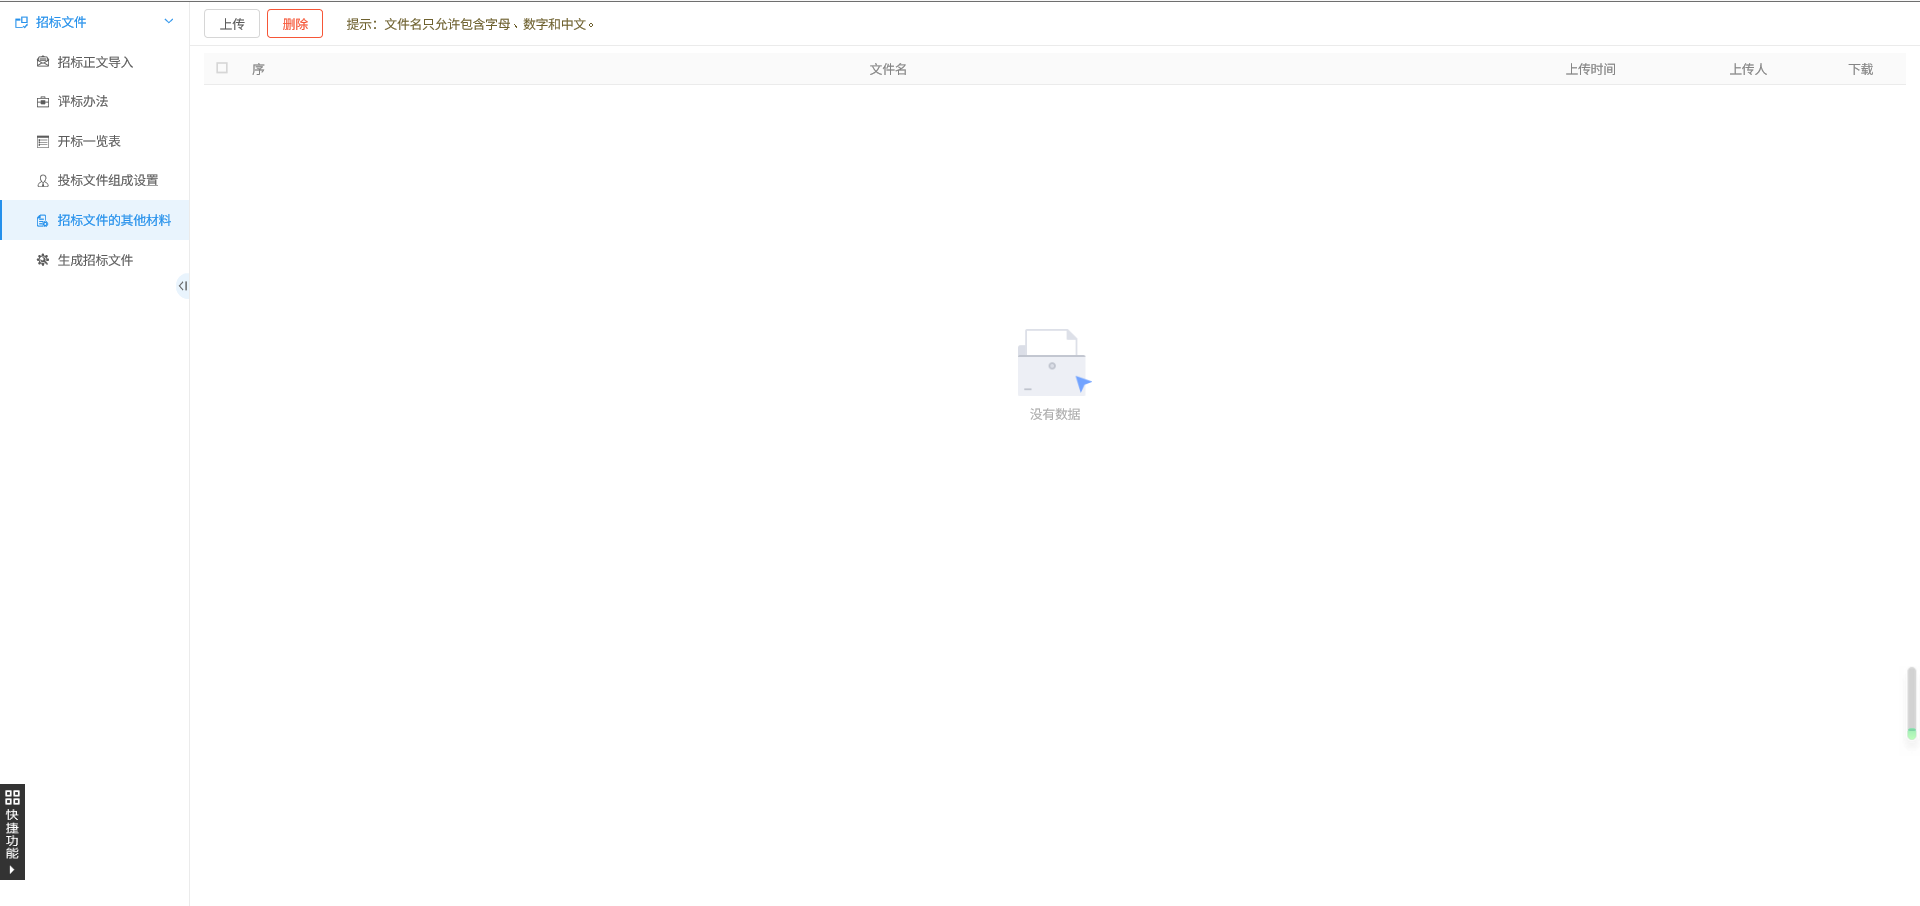 招标文件
招标正文导入
评标办法
开标一览表
投标文件组成设置
招标文件的其他材料
生成招标文件
上传 删除 提示：文件名只允许包含字母、数字和中文。
序 文件名 上传时间 上传人 下载
没有数据
快捷功能